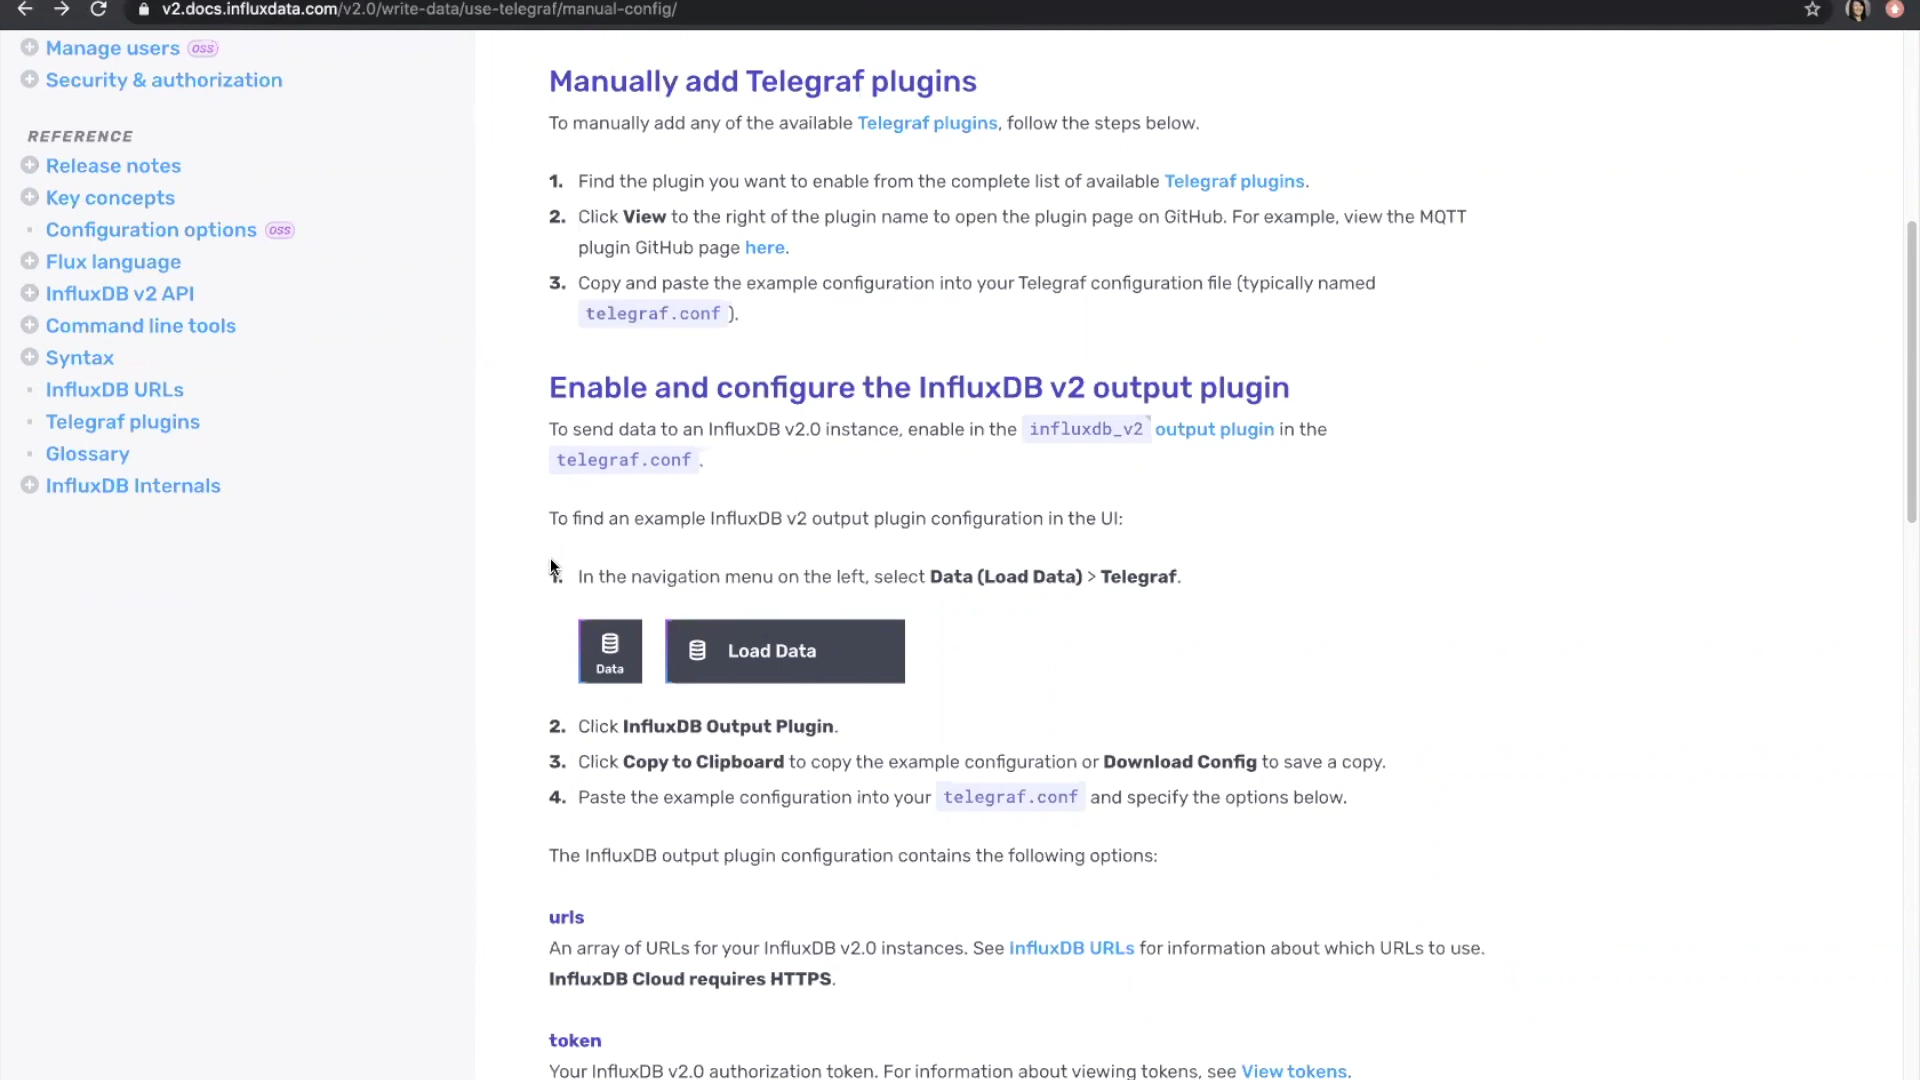 v2.docs.influxdata.com/v2.0/write-data/use-telegraf/manual-config/
Manage users oss
Security & authorization
REFERENCE
Release notes
Key concepts
Configuration options oss
Flux language
InfluxDB v2 API
Command line tools
Syntax
InfluxDB URLs
Telegraf plugins
Glossary
InfluxDB Internals
Manually add Telegraf plugins
To manually add any of the available Telegraf plugins, follow the steps below.
1. Find the plugin you want to enable from the complete list of available Telegraf plugins.
2. Click View to the right of the plugin name to open the plugin page on GitHub. For example, view the MQTT
plugin GitHub page here.
3. Copy and paste the example configuration into your Telegraf configuration file (typically named
telegraf.conf ).
Enable and configure the InfluxDB v2 output plugin
To send data to an InfluxDB v2.0 instance, enable in the influxdb_v2 output plugin in the
telegraf.conf .
To find an example InfluxDB v2 output plugin configuration in the UI:
1. In the navigation menu on the left, select Data (Load Data) > Telegraf.
Data
Load Data
2. Click InfluxDB Output Plugin.
3. Click Copy to Clipboard to copy the example configuration or Download Config to save a copy.
4. Paste the example configuration into your telegraf.conf and specify the options below.
The InfluxDB output plugin configuration contains the following options:
urls
An array of URLs for your InfluxDB v2.0 instances. See InfluxDB URLs for information about which URLs to use.
InfluxDB Cloud requires HTTPS.
token
Your InfluxDB v2.0 authorization token. For information about viewing tokens, see View tokens.